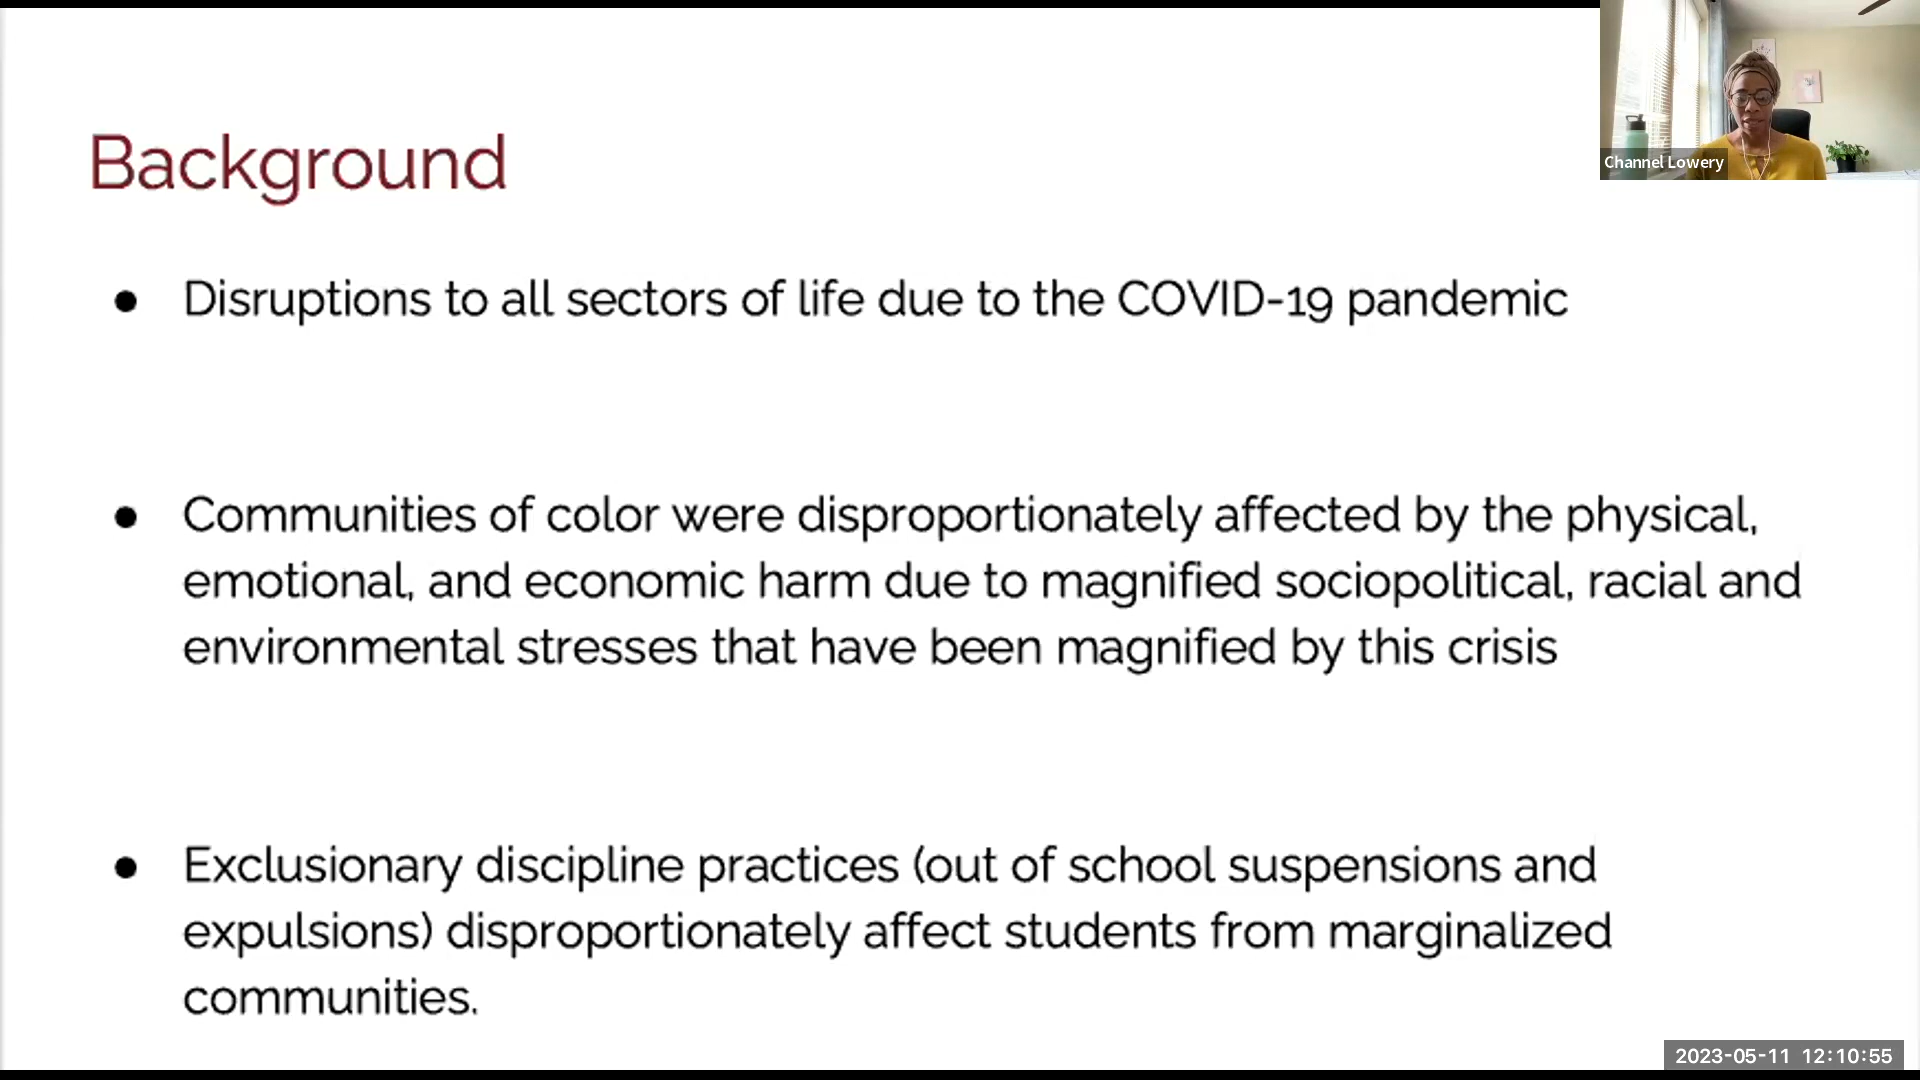 Background
Channel Lowery
● Disruptions to all sectors of life due to the COVID-19 pandemic
● Communities of color were disproportionately affected by the physical,
emotional, and economic harm due to magnified sociopolitical, racial and
environmental stresses that have been magnified by this crisis
● Exclusionary discipline practices (out of school suspensions and
expulsions) disproportionately affect students from marginalized
communities.
2023-05-11 12:10:55